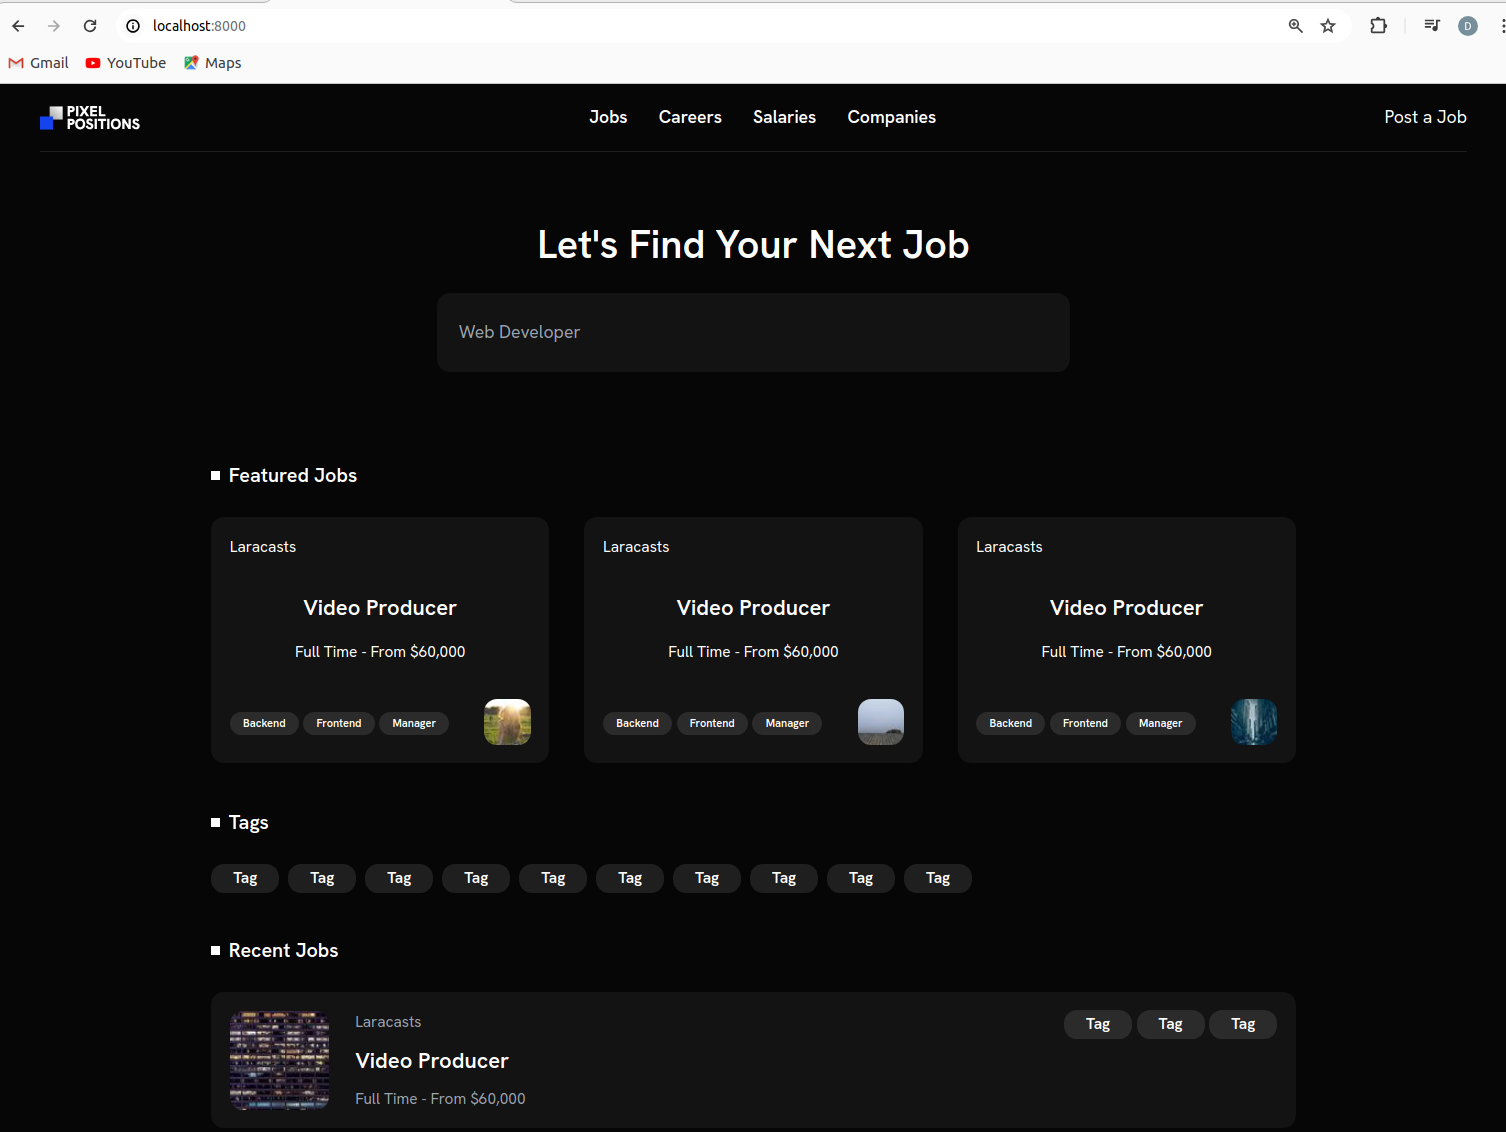 localhost:8000
D
Gmail YouTube Maps
PIXEL
POSITIONS
Jobs Careers Salaries Companies
Post a Job
Let's Find Your Next Job
Web Developer
Featured Jobs
Laracasts
Video Producer
Full Time - From $60,000
Backend Frontend Manager
Laracasts
Video Producer
Full Time - From $60,000
Backend Frontend Manager
Laracasts
Video Producer
Full Time - From $60,000
Backend Frontend Manager
Tags
Tag Tag Tag Tag Tag Tag Tag Tag Tag Tag
Recent Jobs
Laracasts
Video Producer
Full Time - From $60,000
Tag Tag Tag